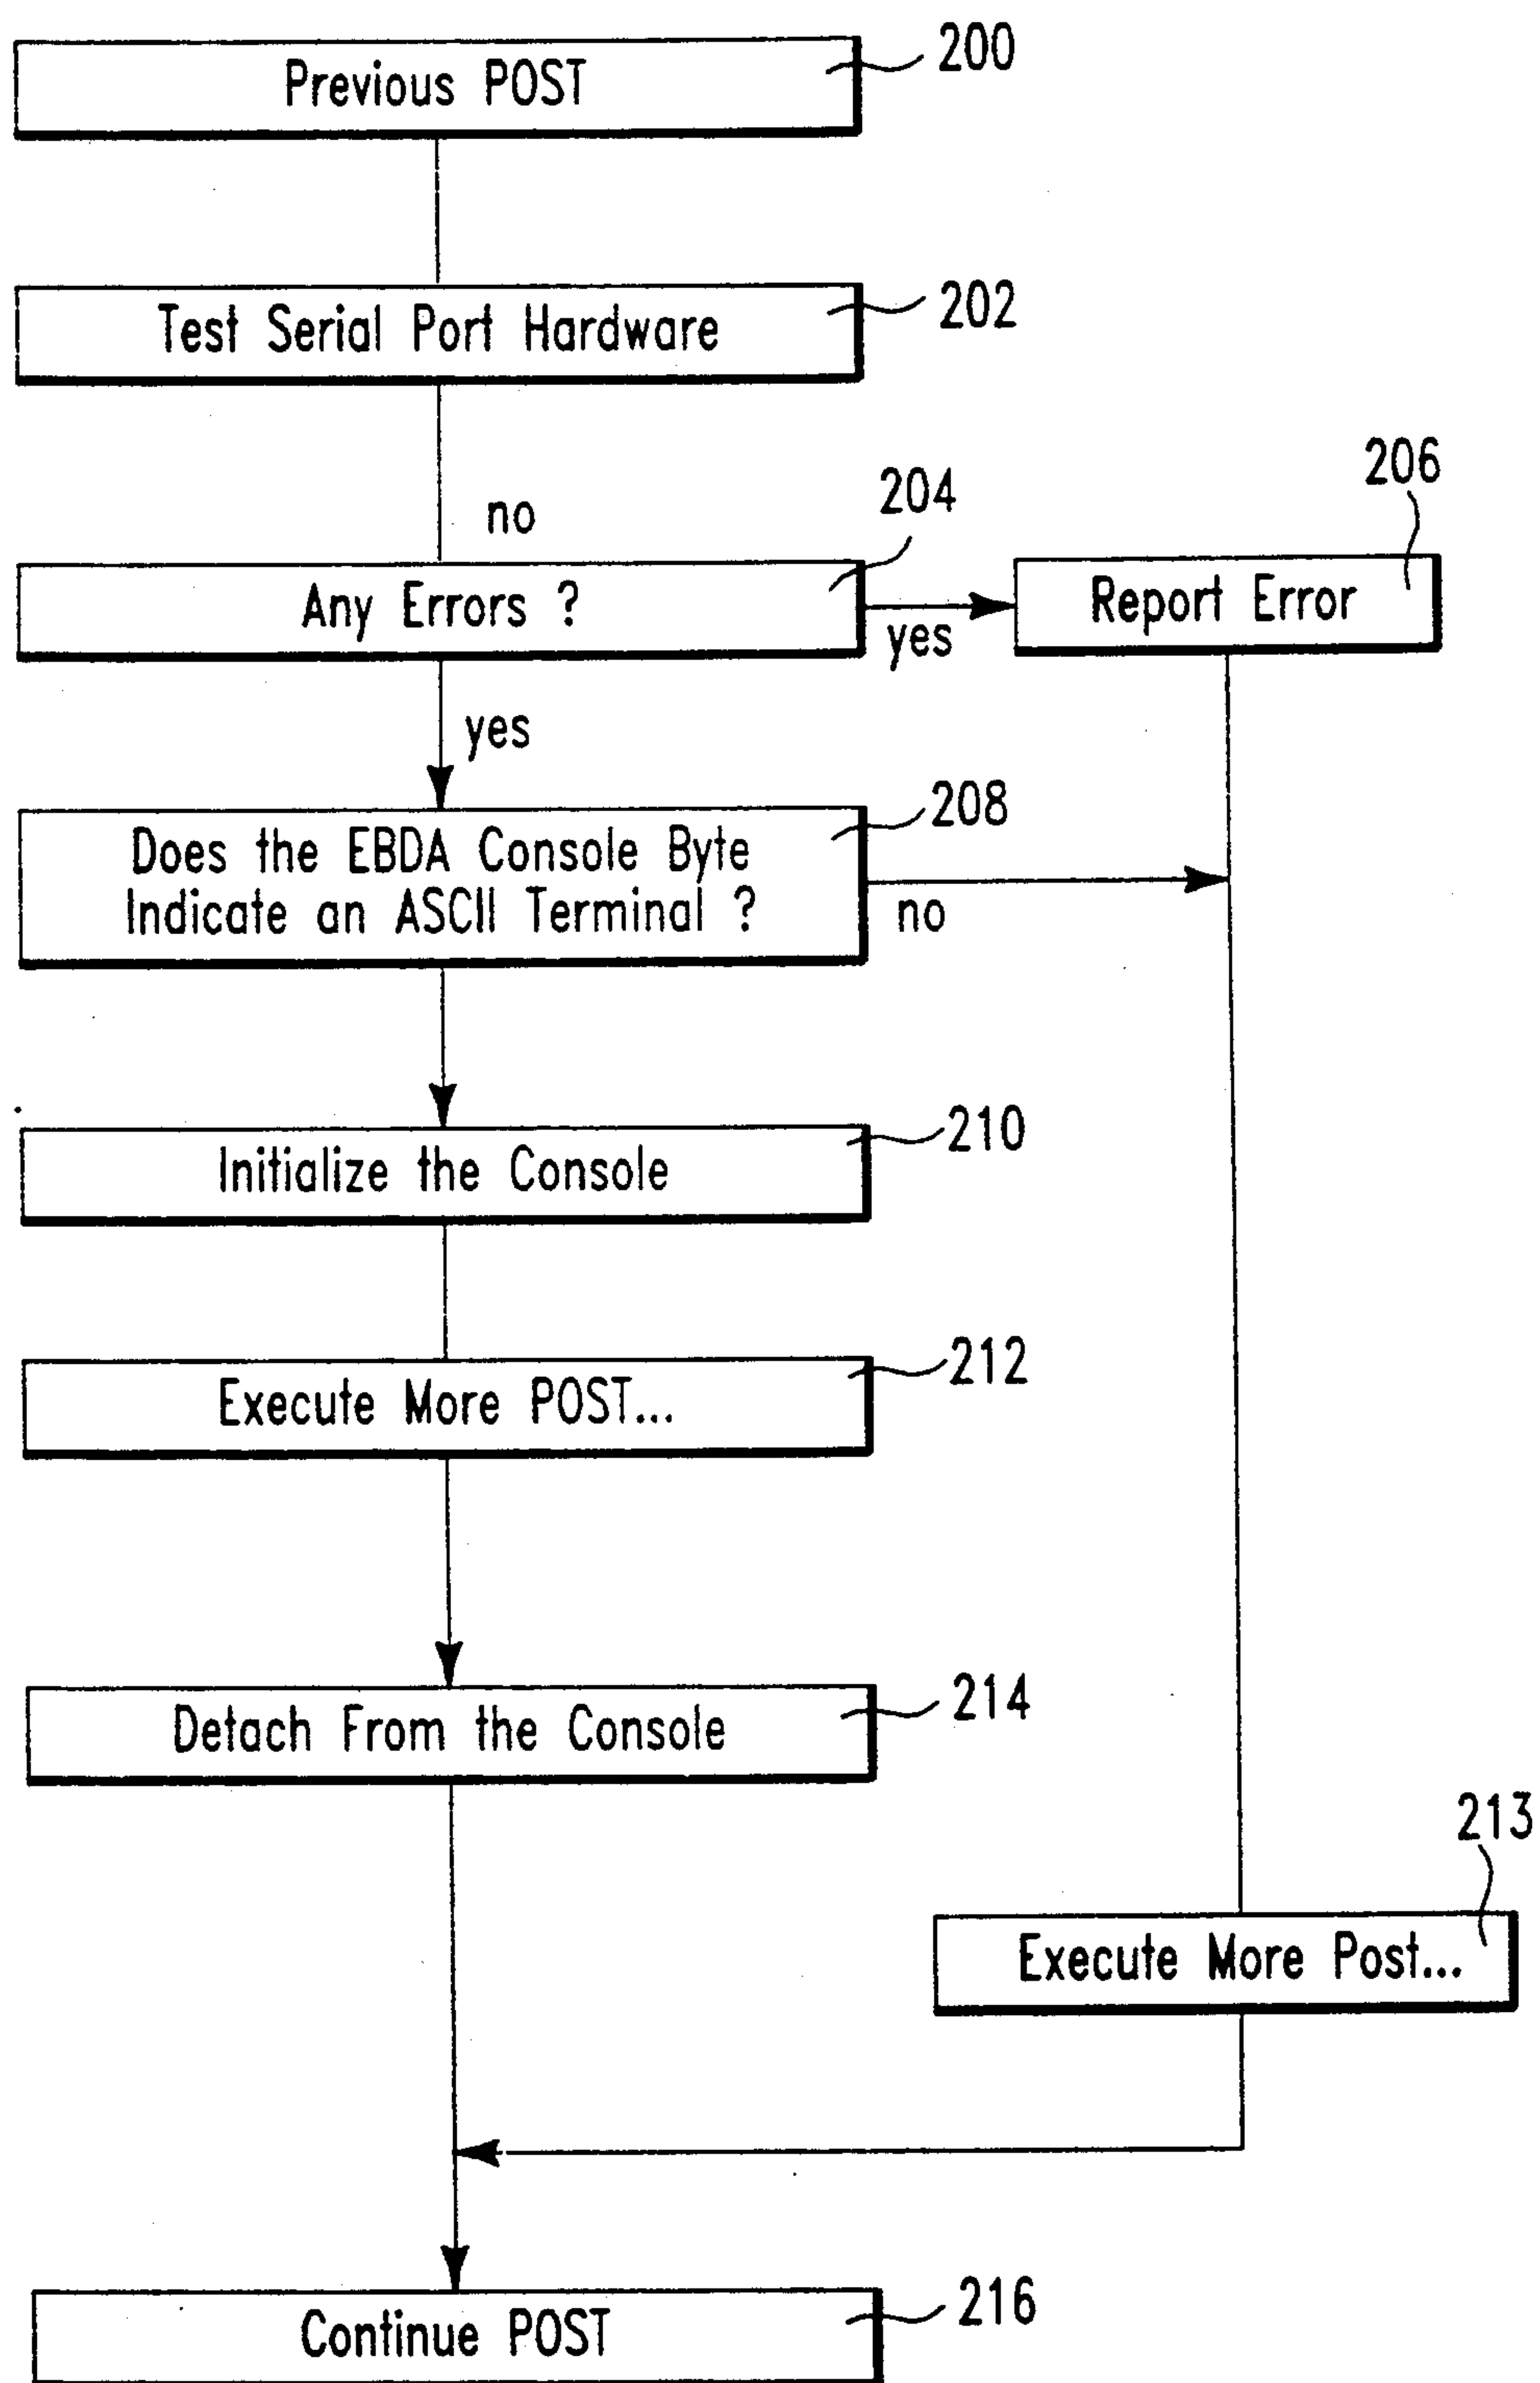 Previous POST
200
Test Serial Port Hardware
202
no
204
206
Any Errors ?
yes
Report Error
yes
208
Does the EBDA Console Byte
Indicate an ASCII Terminal ?
no
210
Initialize the Console
212
Execute More POST...
214
Detach From the Console
213
Execute More Post...
216
Continue POST